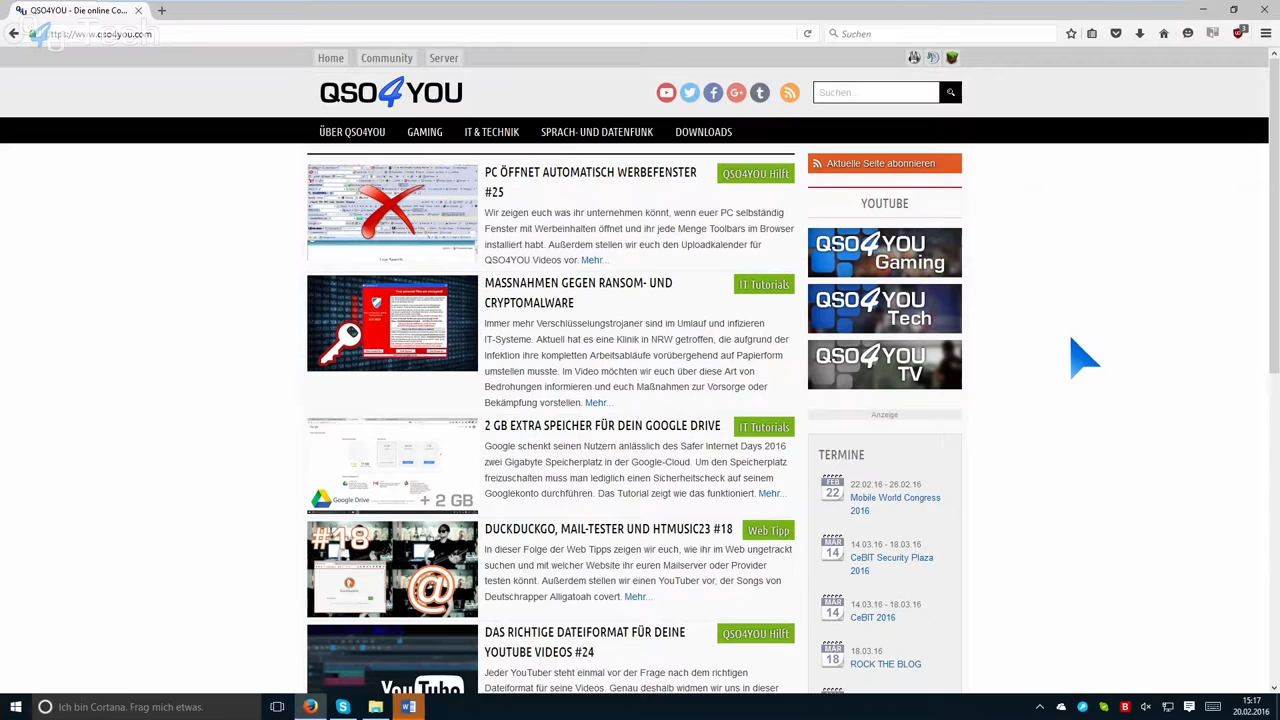 QSO4YOU - Die Online Co...
https://www.qso4you.com
Suchen
3
Home Community Server
QSO4YOU
Suchen...
ÜBER QSO4YOU GAMING IT & TECHNIK SPRACH- UND DATENFUNK DOWNLOADS
PC ÖFFNET AUTOMATISCH WERBEFENSTER
#25
QSO4YOU Hilft
Wir zeigen euch was ihr unternehmen könnt, wenn euer PC selbständig
Fenster mit Werbeinhalten öffnet und ihr jede Menge Toolbars in Browser
installiert habt. Außerdem stellen wir euch den Uploadkalender für
QSO4YOU Videos vor. Mehr...
MASSNAHMEN GEGEN RANSOM- UND
CRYPTOMALWARE
IT Tutorials
Immer mehr Verschlüsselungstrojaner sind im Umlauf und infizieren
IT-Systeme. Aktuell hat es eine Klinik in NRW getroffen, die aufgrund der
Infektion ihre kompletten Arbeitsabläufe vorübergehend auf Papierform
umstellen musste. Im Video möchten wir euch über diese Art von
Bedrohungen informieren und euch Maßnahmen zur Vorsorge oder
Bekämpfung vorstellen. Mehr...
Google Drive + 2 GB
2 GB EXTRA SPEICHER FÜR DEIN GOOGLE DRIVE
IT Tutorials
Google schenkt seinen Nutzern anlässlich des Safer Internet Days 2016
zwei Gigabyte Speicherplatz in der Google-Cloud. Um den Speicherplatz
freizuschalten muss man lediglich einen Sicherheitscheck auf seinem
Googlekonto durchführen. Das Tutorial zeigt wie das funktioniert. Mehr...
#18
@
DUCKDUCKGO, MAIL-TESTER UND HTMUSIC23 #18
Web Tipp
In dieser Folge der Web Tipps zeigen wir euch, wie ihr im Web ungetrackt
suchen und mit welcher Website ihr euren Mailserver oder Provider
testen könnt. Außerdem stellen wir einen YouTuber vor, der Songs von
Deutschrapper Alligatoah covert. Mehr...
YouTube
DAS RICHTIGE DATEIFORMAT FÜR DEINE
YOUTUBE VIDEOS #24
QSO4YOU Hilft
Jeder YouTuber steht einmal vor der Frage nach dem richtigen
Dateiformat für seine Videos. Genau deshalb widmen wir uns in dieser
Aktuelle Seite abonnieren
YOUTUBE
QSO4YOU
Gaming
QSO4YOU
Tech
QSO4YOU
TV
Anzeige
TERMINE
FEB
22
22.02.16 - 26.02.16
Mobile World Congress
2016
MAR
14
14.03.16 - 18.03.16
CeBIT Security Plaza
2016
MAR
14
14.03.16 - 18.03.16
CeBIT 2016
MAR
18
18.03.16
ROCK THE BLOG
Ich bin Cortana. Frag mich etwas.
15:17
20.02.2016